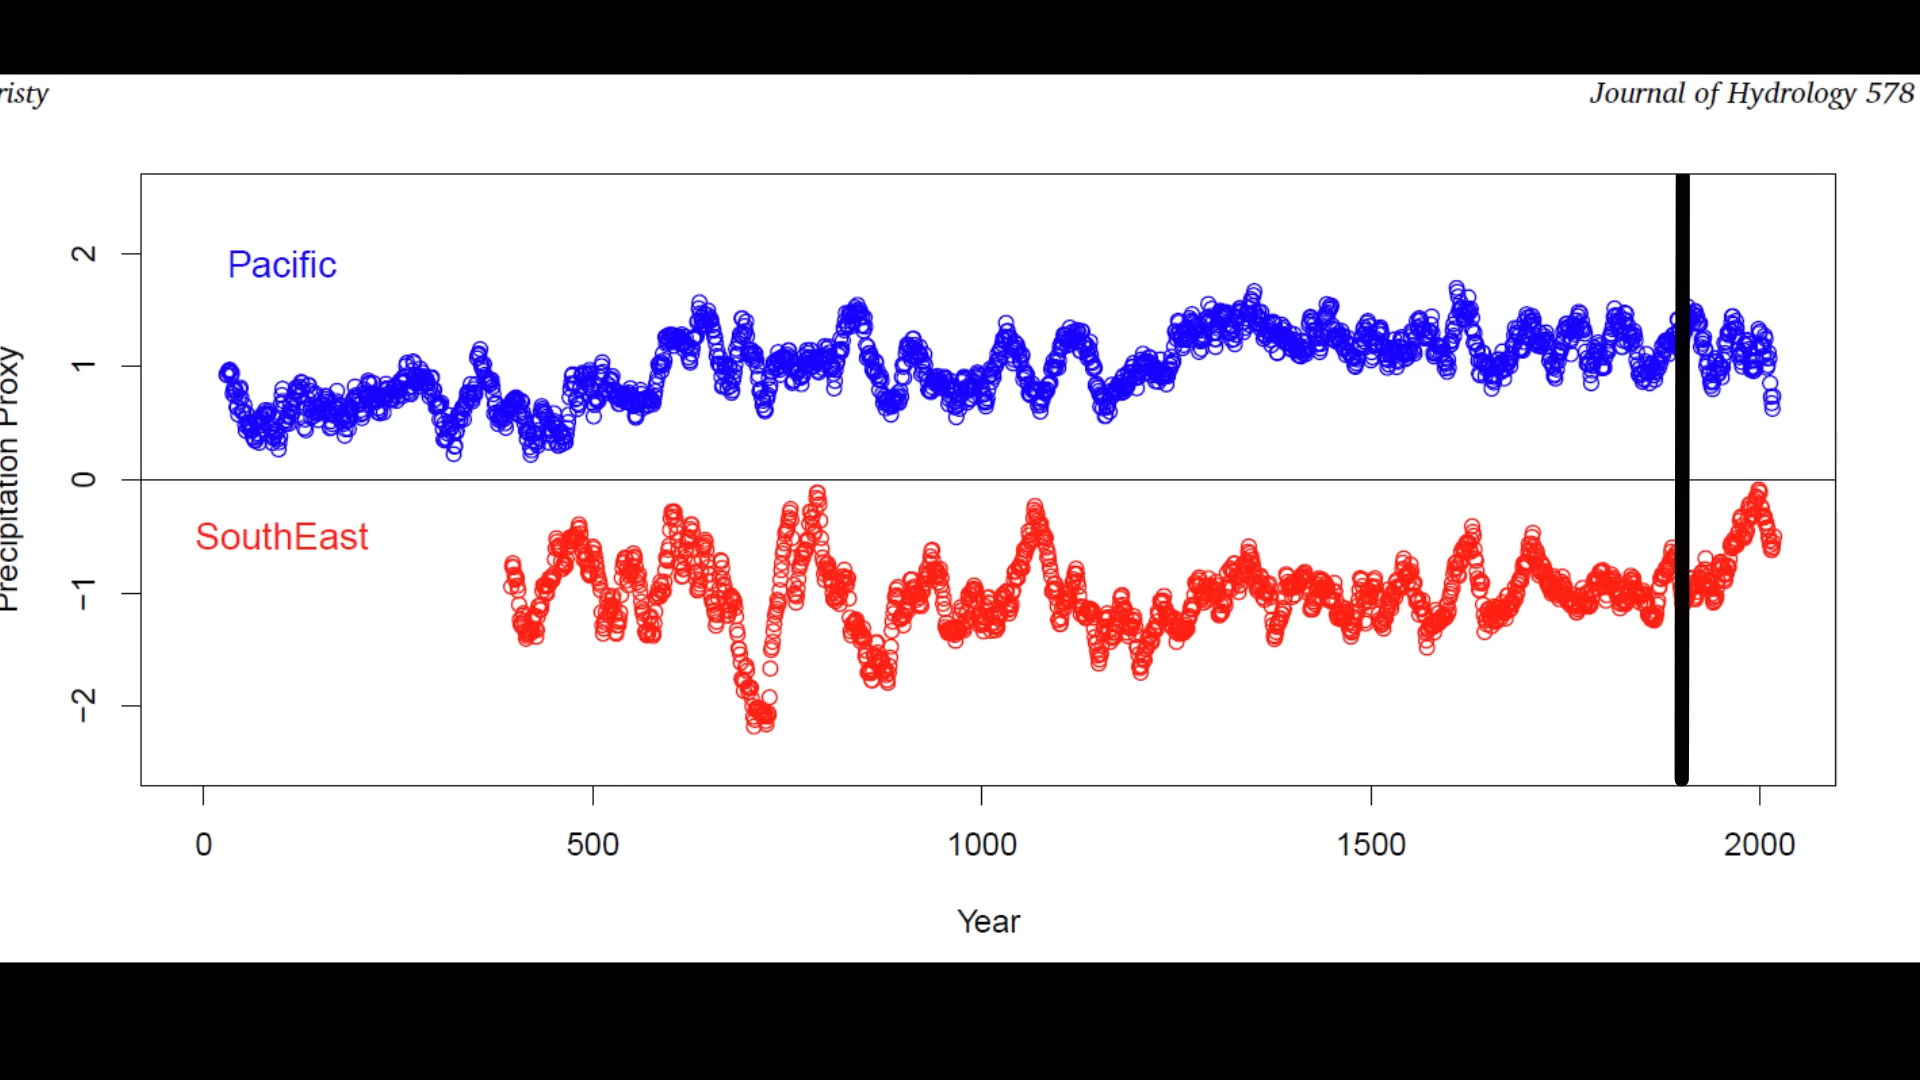 risty
Journal of Hydrology 578
Pacific
SouthEast
Precipitation Proxy
2
1
0
−1
−2
0 500 1000 1500 2000
Year